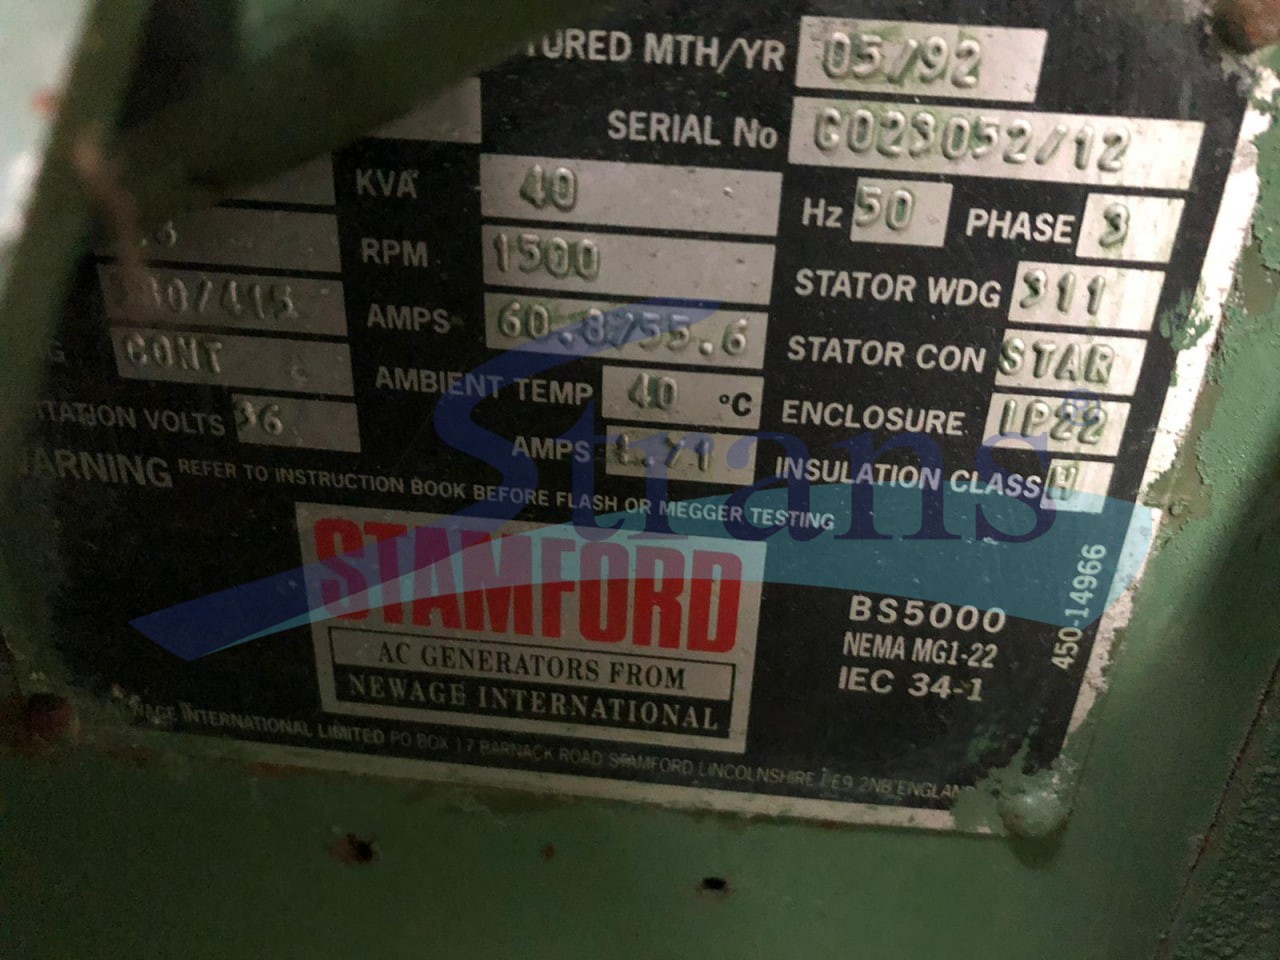 TURED MTH/YR 05/92
SERIAL No C023052/12
KVA 40 Hz 50 PHASE 3
RPM 1500 STATOR WDG 311
/415 AMPS 60.8/55.6 STATOR CON STAR
CONT AMBIENT TEMP 40 °C ENCLOSURE IP22
TATION VOLTS 36 AMPS INSULATION CLASS H
ARNING REFER TO INSTRUCTION BOOK BEFORE FLASH OR MEGGER TESTING
Strans®
STAMFORD
AC GENERATORS FROM
NEWAGE INTERNATIONAL
BS5000
NEMA MG1-22
IEC 34-1
450-14966
WAGE INTERNATIONAL LIMITED PO BOX 17 BARNACK ROAD STAMFORD LINCOLNSHIRE PE9 2NB ENGLAN